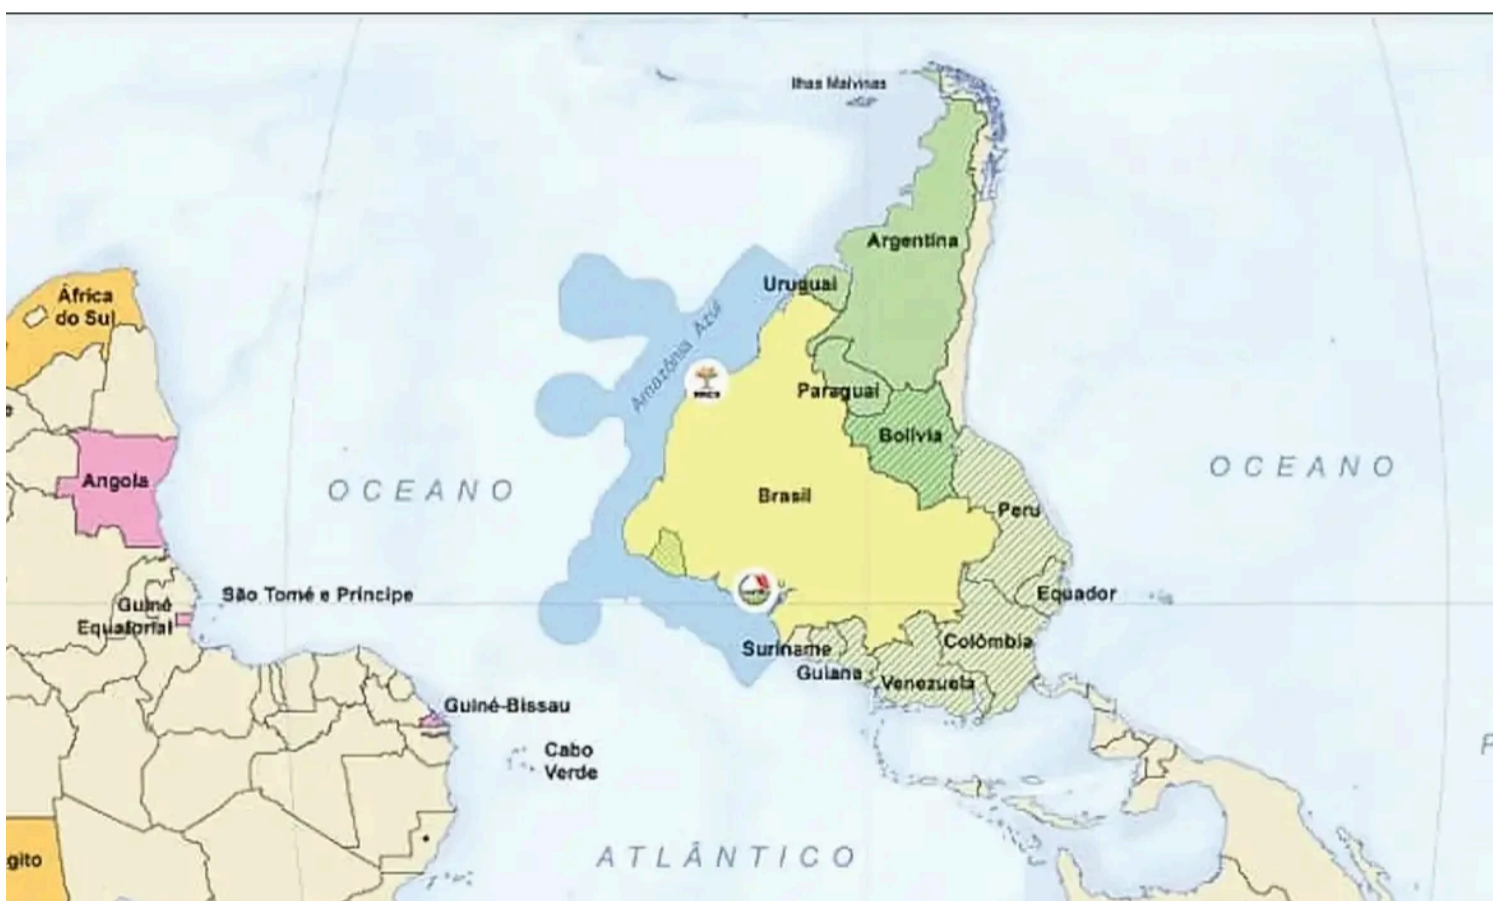 Ilhas Malvinas
Argentina
Uruguai
África
do Sul
Amazônia Azul
Paraguai
Bolívia
Angola
OCEANO
OCEANO
Brasil
Peru
São Tomé e Príncipe
Equador
Guiné
Equatorial
Colômbia
Suriname
Guiana
Venezuela
Guiné-Bissau
Cabo
Verde
ATLÂNTICO
gito
P